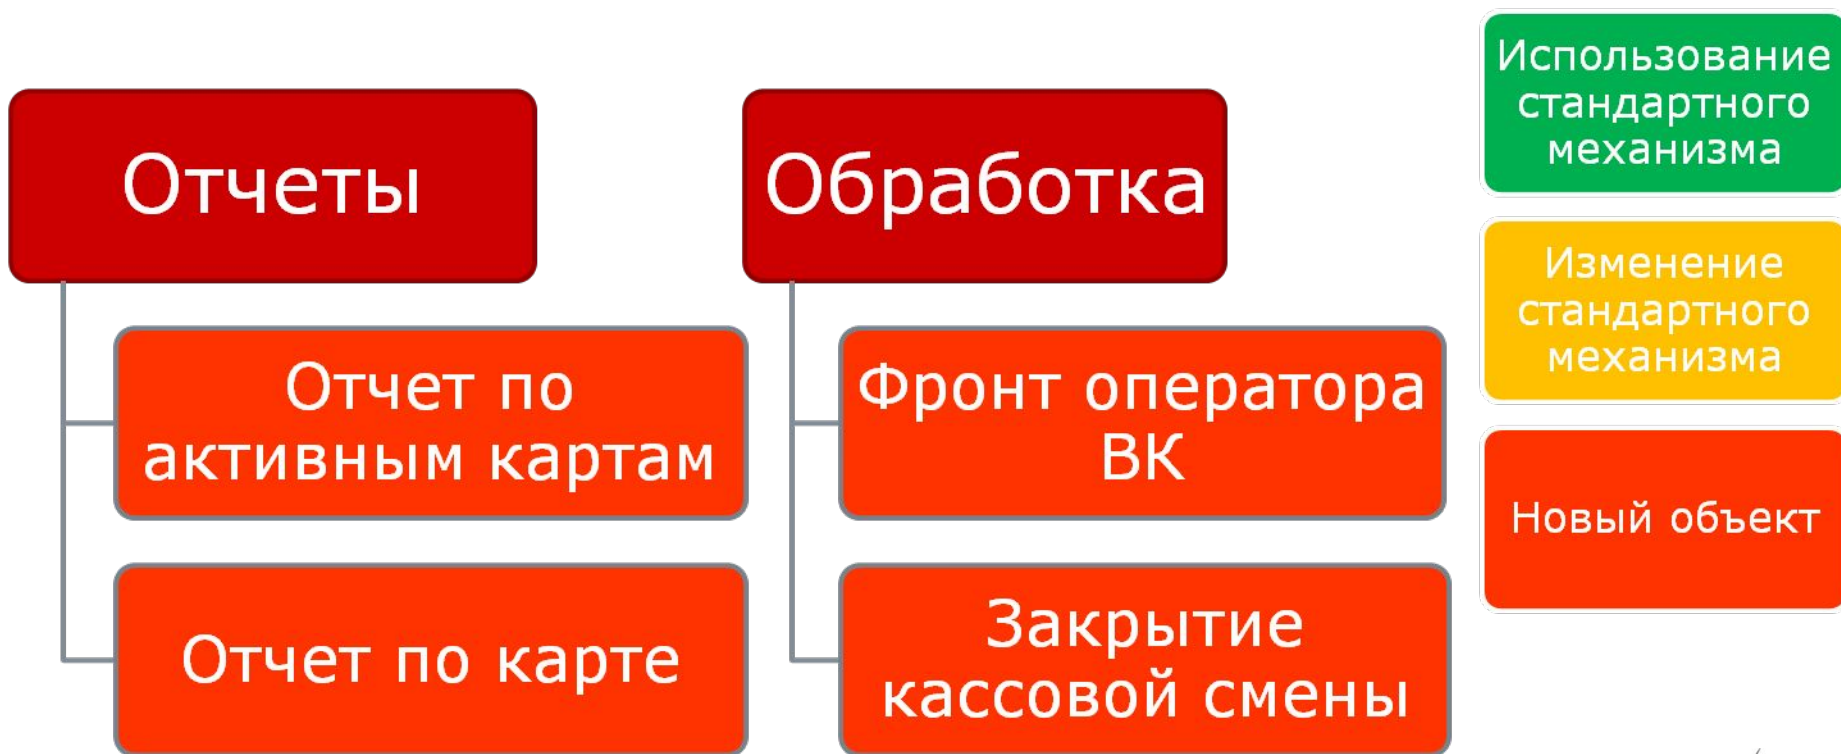 Отчеты
Отчет по
активным картам
Отчет по карте
Обработка
Фронт оператора
ВК
Закрытие
кассовой смены
Использование
стандартного
механизма
Изменение
стандартного
механизма
Новый объект